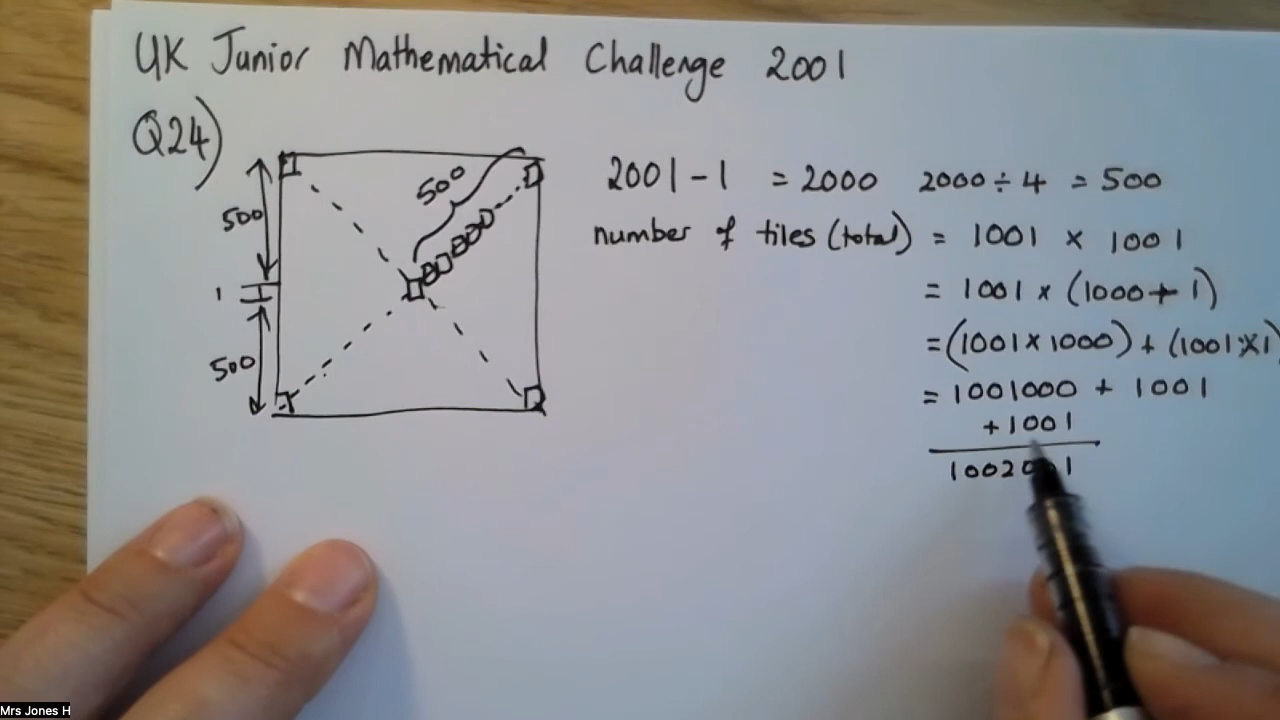 UK Junior Mathematical Challenge 2001
Q24)
500
500
1
500
2001 - 1 = 2000 2000 ÷ 4 = 500
number of tiles (total) = 1001 × 1001
= 1001 × (1000 + 1)
= (1001 × 1000) + (1001 × 1)
= 1001000 + 1001
+ 1001
1002001
Mrs Jones H